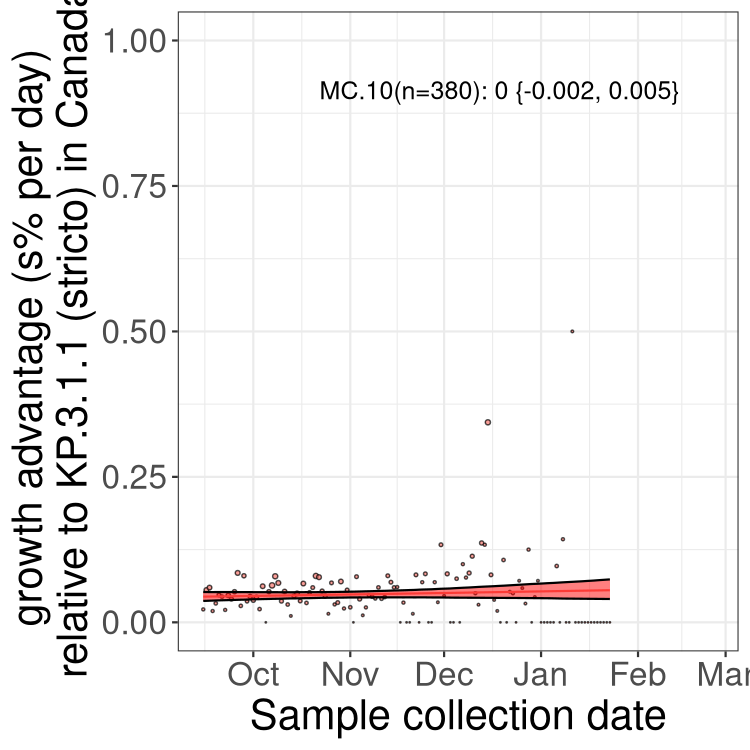 growth advantage (s% per day)
relative to KP.3.1.1 (stricto) in Canada
1.00
0.75
0.50
0.25
0.00
MC.10(n=380): 0 {-0.002, 0.005}
Oct Nov Dec Jan Feb Mar
Sample collection date